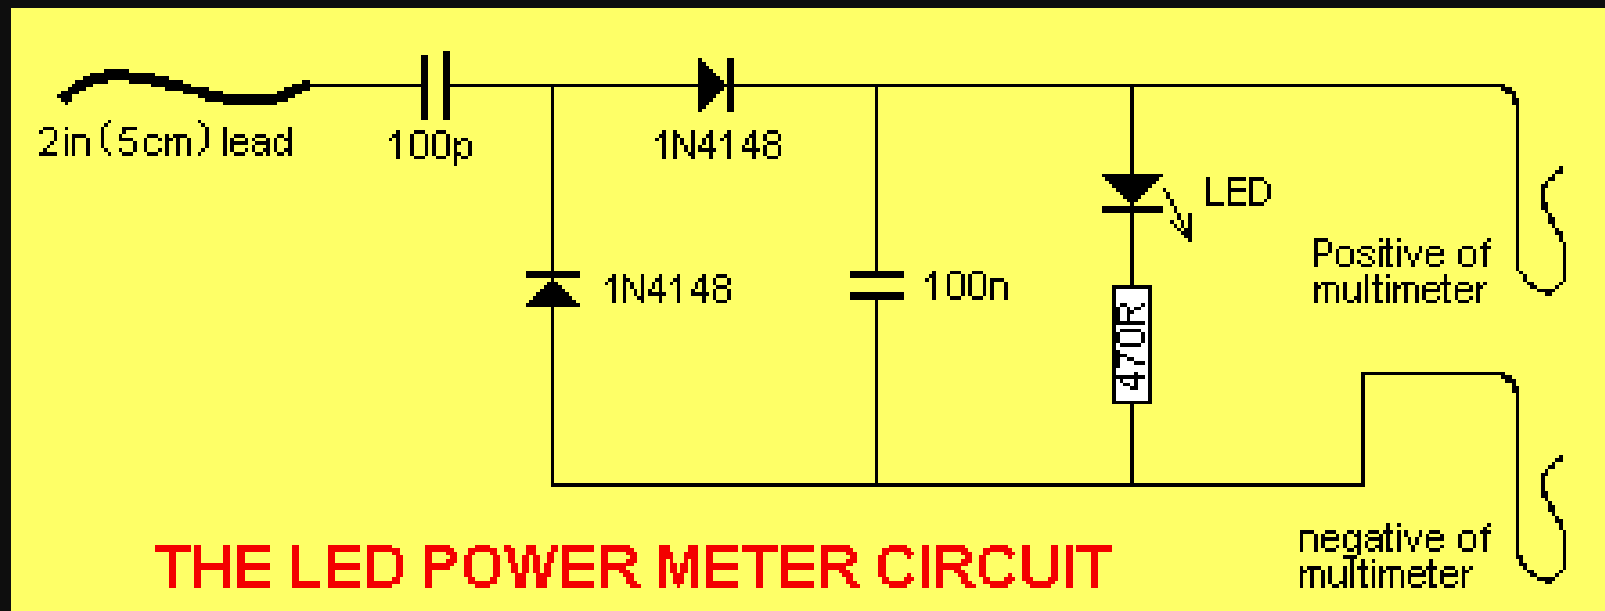 2in(5cm) lead
100p
1N4148
LED
Positive of
multimeter
1N4148
100n
470R
negative of
multimeter
THE LED POWER METER CIRCUIT